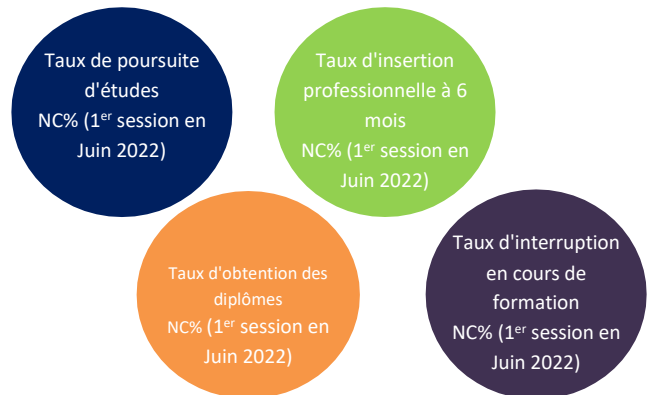 Taux de poursuite
d'études
NC% (1er session en
Juin 2022)
Taux d'insertion
professionnelle à 6
mois
NC% (1er session en
Juin 2022)
Taux d'obtention des
diplômes
NC% (1er session en
Juin 2022)
Taux d'interruption
en cours de
formation
NC% (1er session en
Juin 2022)